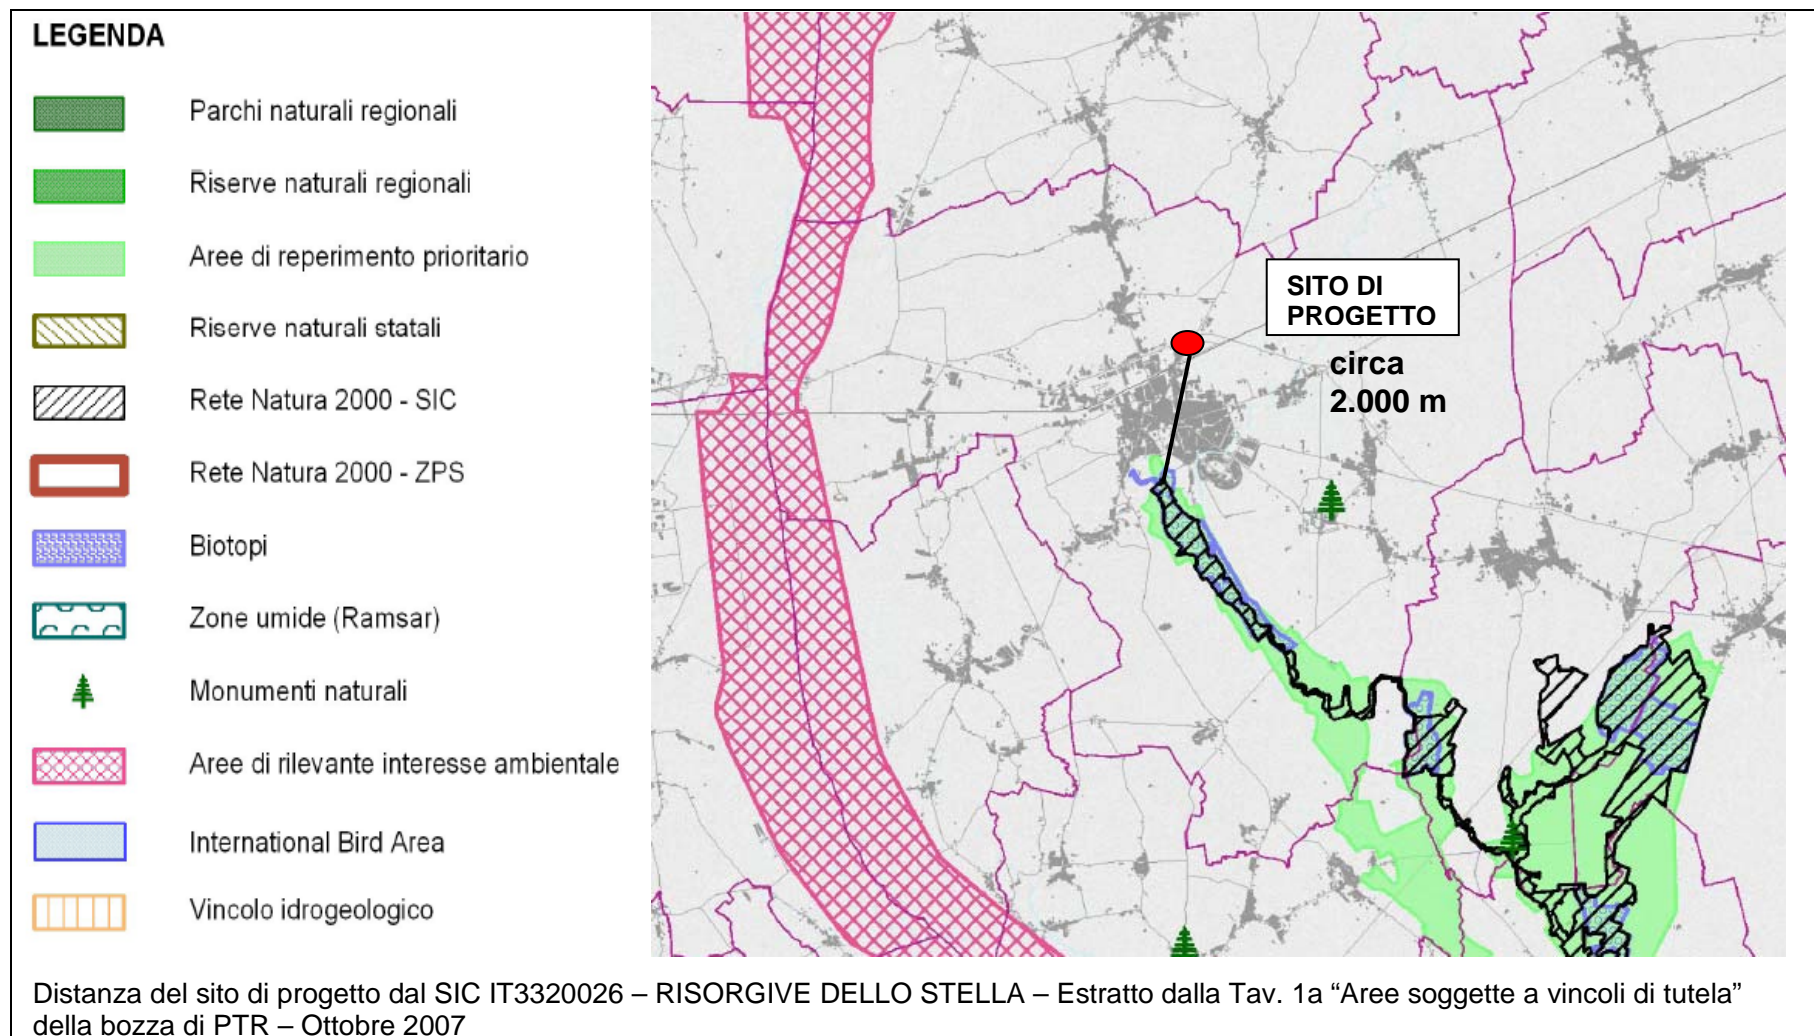 LEGENDA
Parchi naturali regionali
Riserve naturali regionali
Aree di reperimento prioritario
Riserve naturali statali
Rete Natura 2000 - SIC
Rete Natura 2000 - ZPS
Biotopi
Zone umide (Ramsar)
Monumenti naturali
Aree di rilevante interesse ambientale
International Bird Area
Vincolo idrogeologico
SITO DI
PROGETTO
circa
2.000 m
Distanza del sito di progetto dal SIC IT3320026 – RISORGIVE DELLO STELLA – Estratto dalla Tav. 1a “Aree soggette a vincoli di tutela”
della bozza di PTR – Ottobre 2007